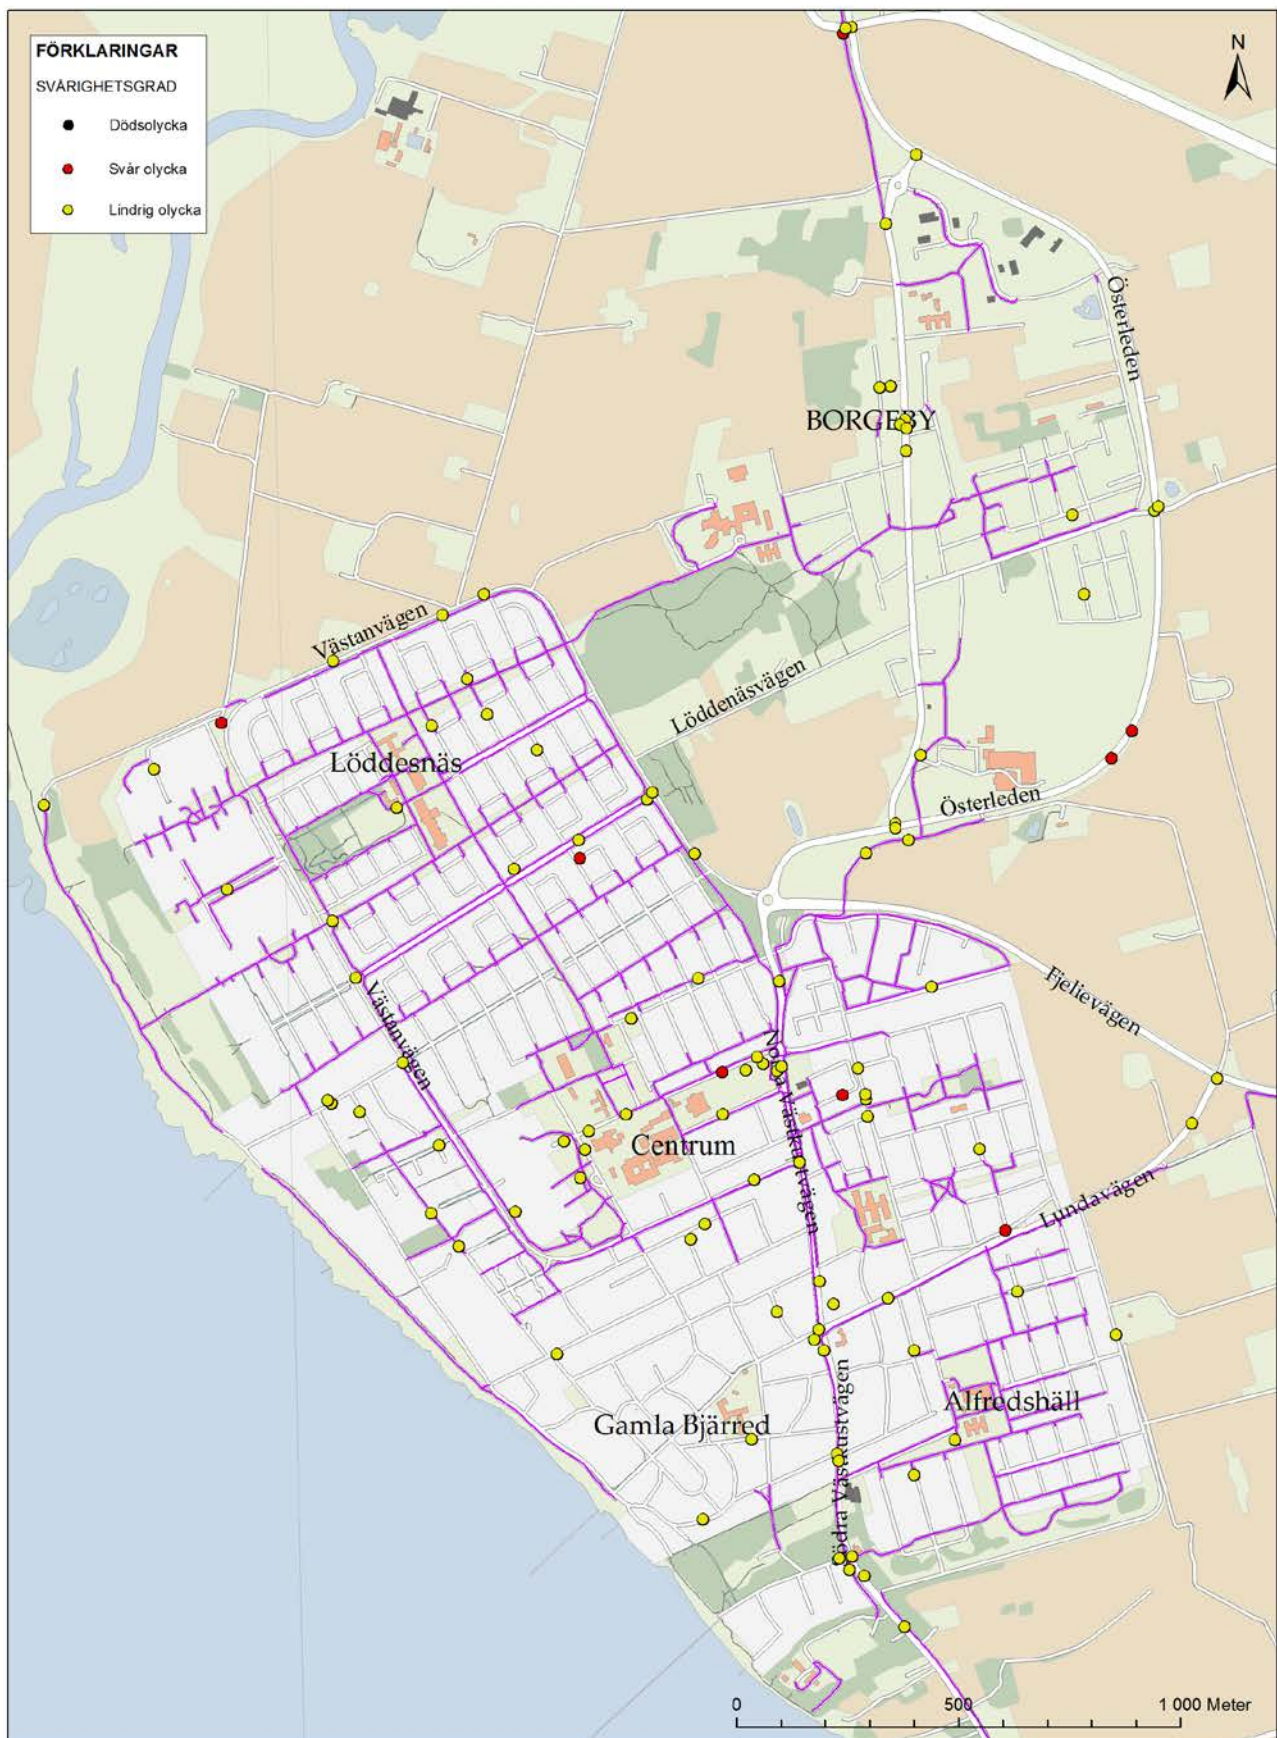 FÖRKLARINGAR
SVÅRIGHETSGRAD
Dödsolycka
Svår olycka
Lindrig olycka
N
Österleden
BORGEBY
Västanvägen
Löddenäsvägen
Löddesnäs
Österleden
Fjelievägen
Västanvägen
Norra Västkustvägen
Centrum
Lundavägen
Alfredshäll
Gamla Bjärred
Södra Västkustvägen
0 500 1 000 Meter